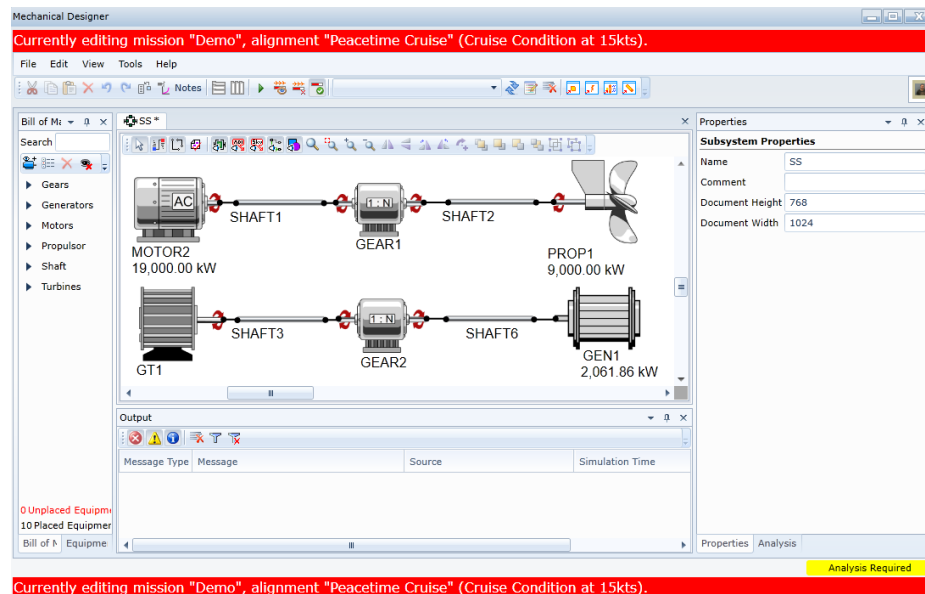 Mechanical Designer
Currently editing mission "Demo", alignment "Peacetime Cruise" (Cruise Condition at 15kts).
File Edit View Tools Help
Notes
Bill of Ma
Search
Gears
Generators
Motors
Propulsor
Shaft
Turbines
0 Unplaced Equipme
10 Placed Equipmer
Bill of M Equipme
SS*
AC
SHAFT1
1 : N
SHAFT2
GEAR1
MOTOR2
19,000.00 kW
PROP1
9,000.00 kW
SHAFT3
1 : N
SHAFT6
GT1
GEAR2
GEN1
2,061.86 kW
Output
Message Type Message Source Simulation Time
Properties
Subsystem Properties
Name SS
Comment
Document Height 768
Document Width 1024
Properties Analysis
Analysis Required
Currently editing mission "Demo", alignment "Peacetime Cruise" (Cruise Condition at 15kts).